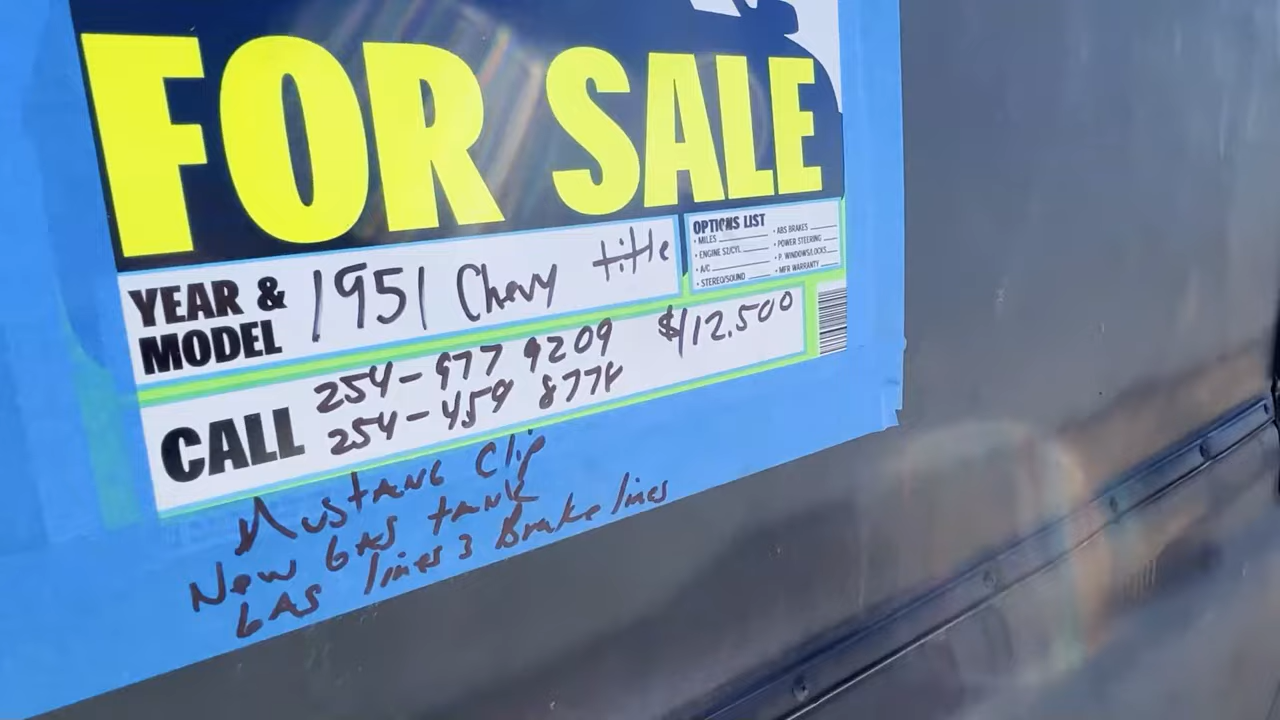 FOR SALE
YEAR & MODEL 1951 Chevy title
OPTIONS LIST
• MILES
• ENGINE SZ/CYL
• A/C
• STEREO/SOUND
• ABS BRAKES
• POWER STEERING
• P. WINDOWS/LOCKS
• MFR WARRANTY
CALL 254-977 9209 $12.500
254-459
Mustang Clip
New GAS tank
GAS lines Brake lines